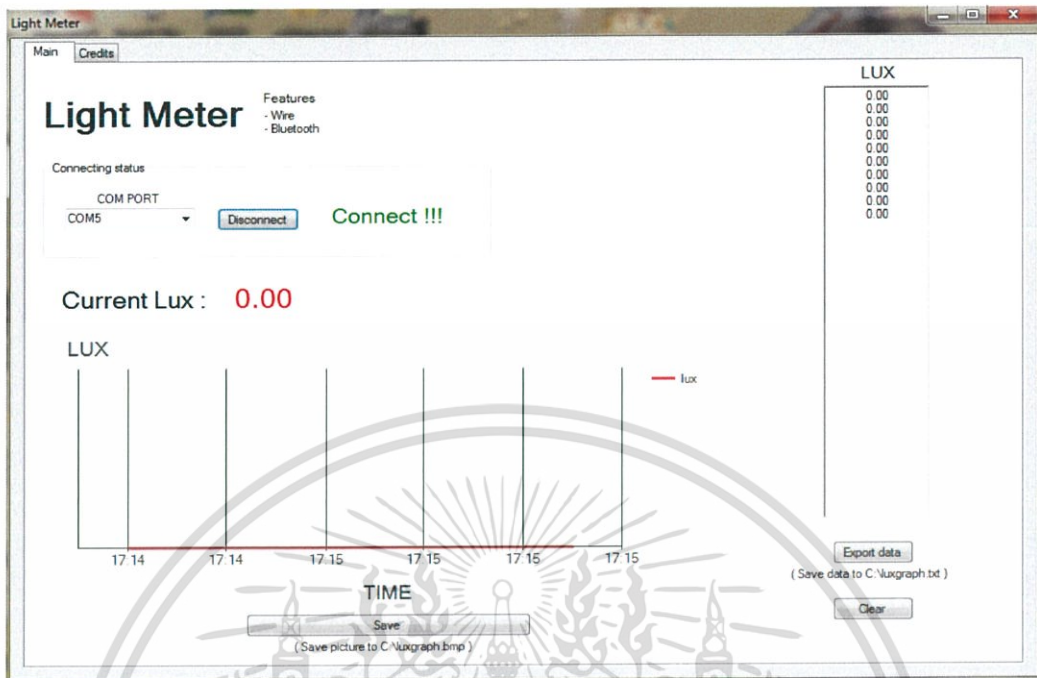 Light Meter
Main Credits
Light Meter
Features
- Wire
- Bluetooth
Connecting status
COM PORT
COM5
Disconnect
Connect !!!
Current Lux : 0.00
LUX
lux
17:14 17:14 17:15 17:15 17:15 17:15
TIME
Save
( Save picture to C:\luxgraph.bmp )
LUX
0.00
0.00
0.00
0.00
0.00
0.00
0.00
0.00
0.00
0.00
Export data
( Save data to C:\luxgraph.txt )
Clear